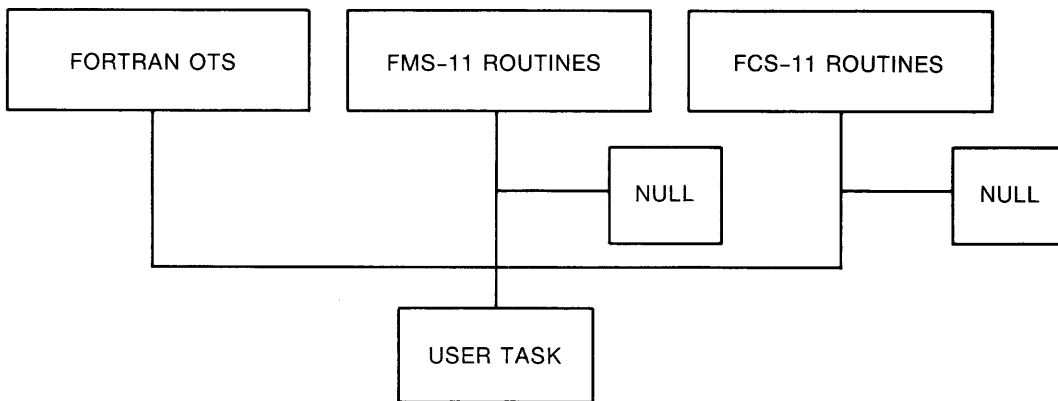 FORTRAN OTS
FMS-11 ROUTINES
FCS-11 ROUTINES
NULL
NULL
USER TASK